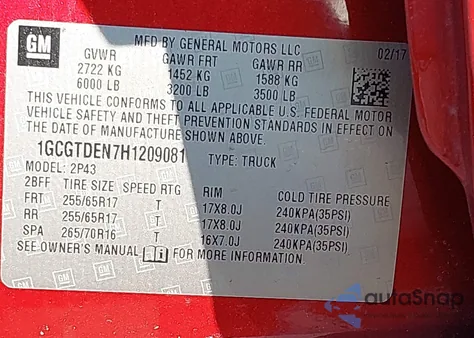 GM
MFD BY GENERAL MOTORS LLC 02/17
GVWR GAWR FRT GAWR RR
2722 KG 1452 KG 1588 KG
6000 LB 3200 LB 3500 LB
THIS VEHICLE CONFORMS TO ALL APPLICABLE U.S. FEDERAL MOTOR
VEHICLE SAFETY AND THEFT PREVENTION STANDARDS IN EFFECT
ON THE DATE OF MANUFACTURE SHOWN ABOVE.
1GCGTDEN7H1209081 TYPE: TRUCK
MODEL: 2P43
2BFF TIRE SIZE SPEED RTG RIM COLD TIRE PRESSURE
FRT 255/65R17 T 17X8.0J 240KPA(35PSI)
RR 255/65R17 T 17X8.0J 240KPA(35PSI)
SPA 265/70R16 T 16X7.0J 240KPA(35PSI)
SEE OWNER'S MANUAL FOR MORE INFORMATION.
autoSnap